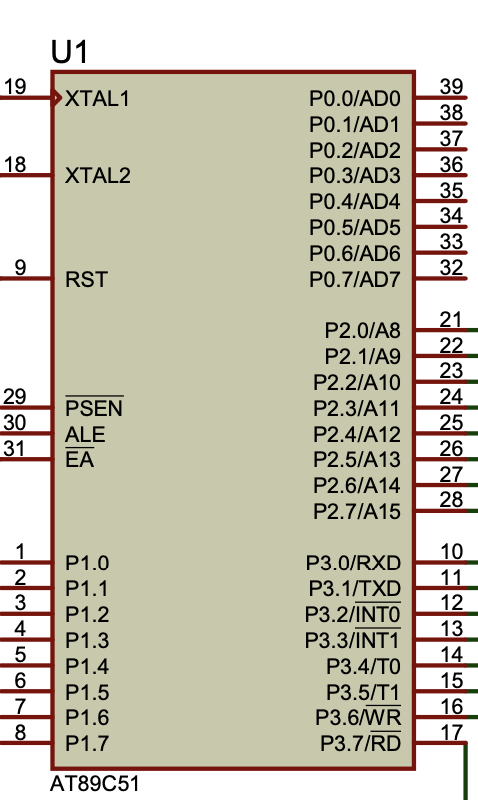 U1
19 XTAL1 P0.0/AD0 39
P0.1/AD1 38
P0.2/AD2 37
18 XTAL2 P0.3/AD3 36
P0.4/AD4 35
P0.5/AD5 34
P0.6/AD6 33
9 RST P0.7/AD7 32
P2.0/A8 21
P2.1/A9 22
P2.2/A10 23
29 PSEN P2.3/A11 24
30 ALE P2.4/A12 25
31 EA P2.5/A13 26
P2.6/A14 27
P2.7/A15 28
1 P1.0 P3.0/RXD 10
2 P1.1 P3.1/TXD 11
3 P1.2 P3.2/INT0 12
4 P1.3 P3.3/INT1 13
5 P1.4 P3.4/T0 14
6 P1.5 P3.5/T1 15
7 P1.6 P3.6/WR 16
8 P1.7 P3.7/RD 17
AT89C51